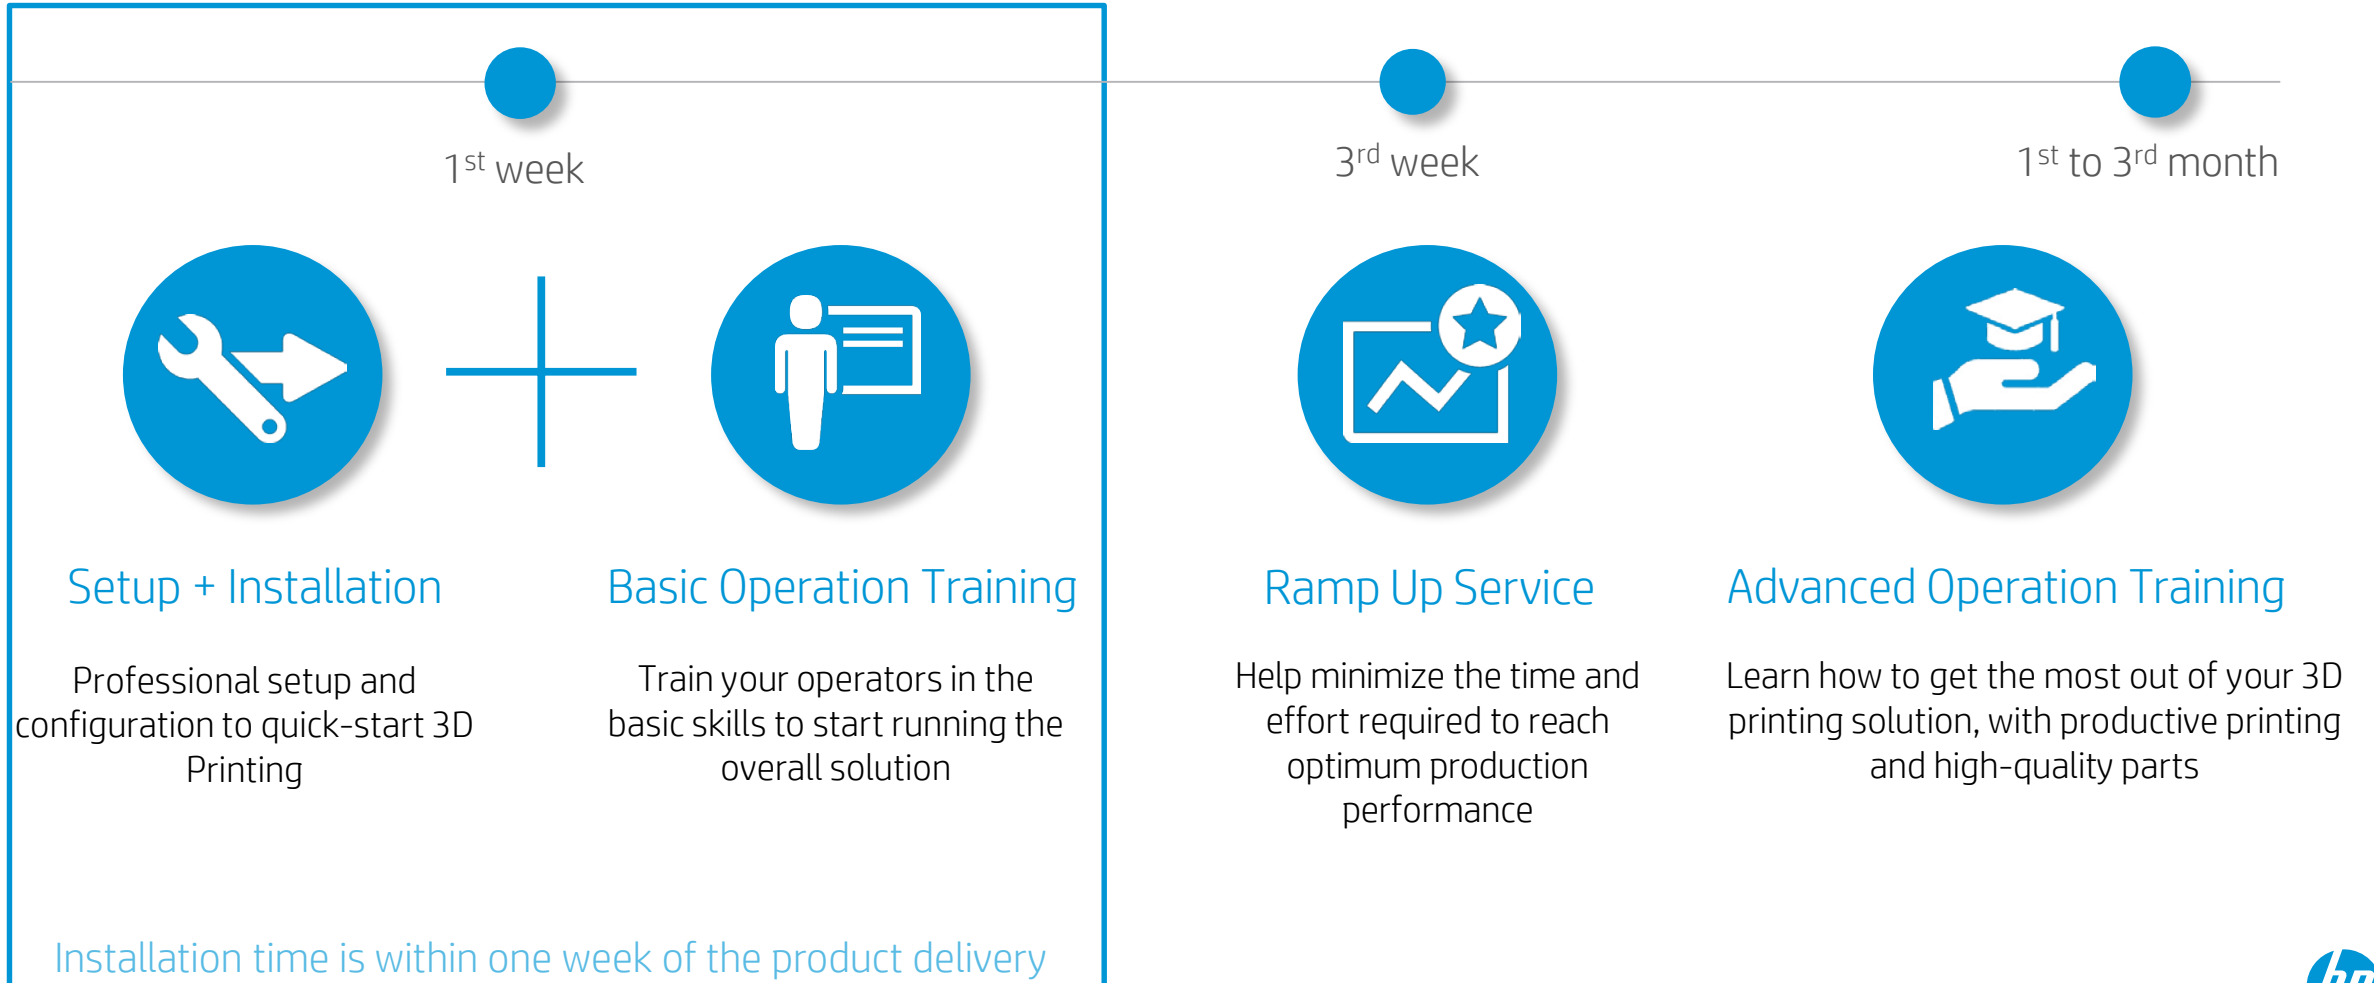 1st week
3rd week
1st to 3rd month
Setup + Installation
Professional setup and
configuration to quick-start 3D
Printing
Basic Operation Training
Train your operators in the
basic skills to start running the
overall solution
Ramp Up Service
Help minimize the time and
effort required to reach
optimum production
performance
Advanced Operation Training
Learn how to get the most out of your 3D
printing solution, with productive printing
and high-quality parts
Installation time is within one week of the product delivery
hp